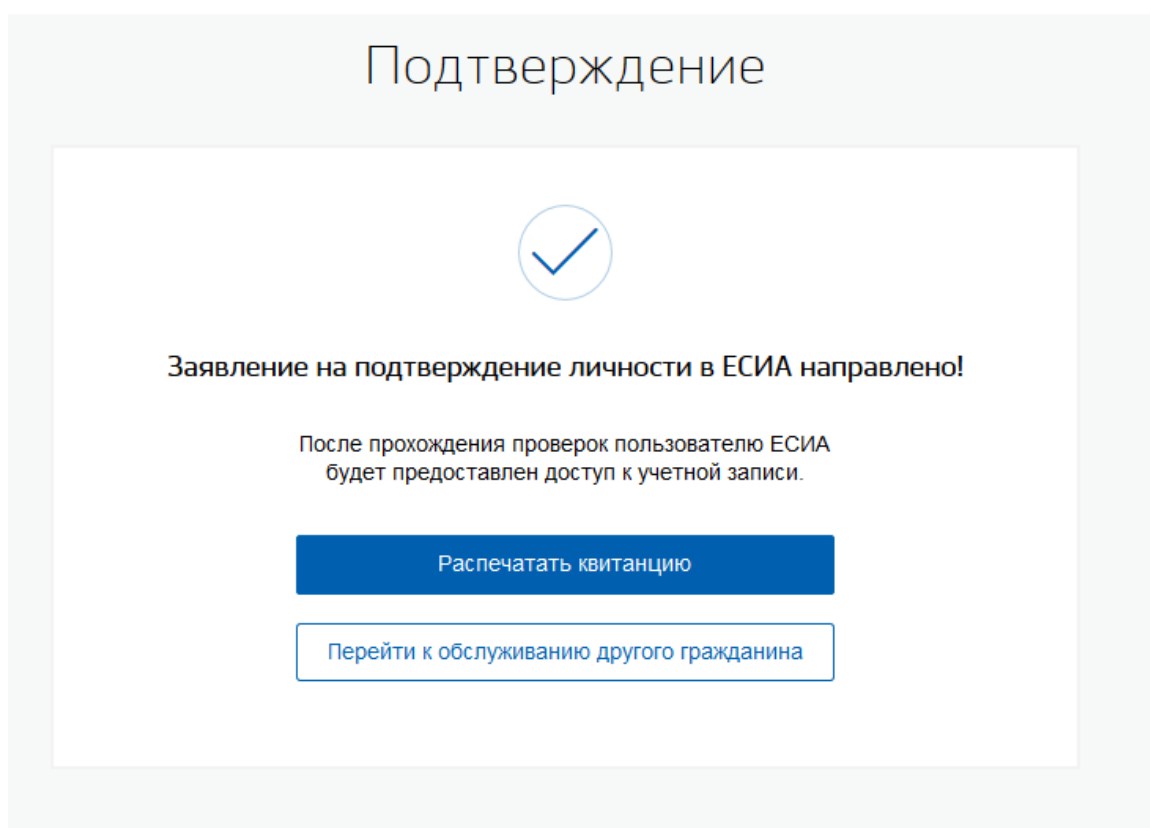 Подтверждение
Заявление на подтверждение личности в ЕСИА направлено!
После прохождения проверок пользователю ЕСИА
будет предоставлен доступ к учетной записи.
Распечатать квитанцию
Перейти к обслуживанию другого гражданина